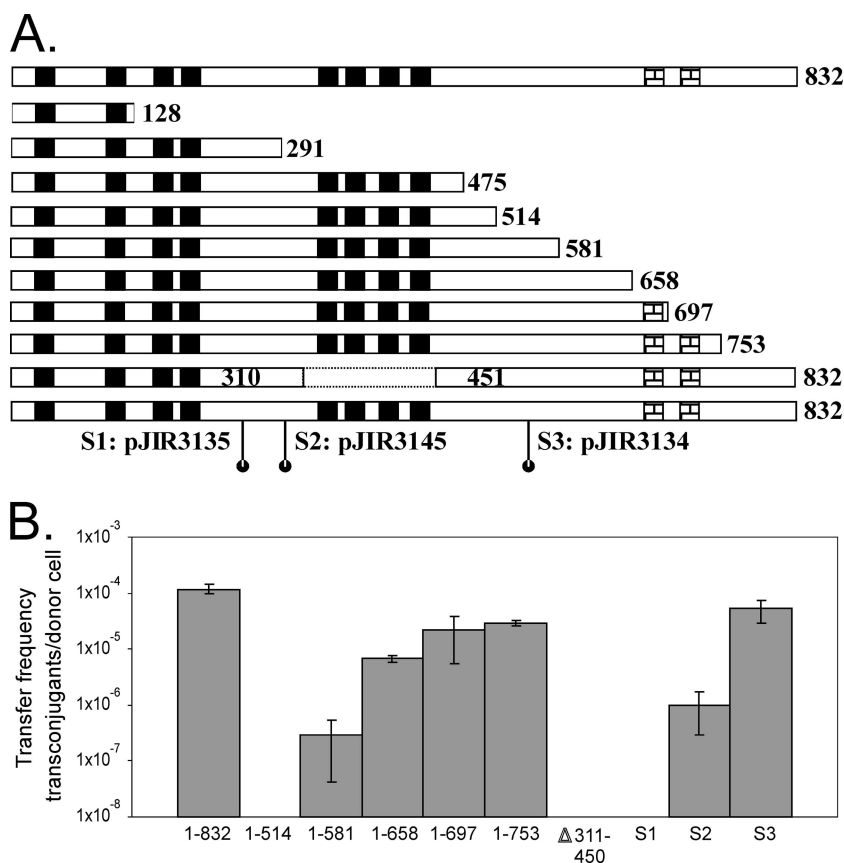 A.
832
128
291
475
514
581
658
697
753
310 451 832
832
S1: pJIR3135 S2: pJIR3145 S3: pJIR3134
B.
Transfer frequency
transconjugants/donor cell
1x10⁻³
1x10⁻⁴
1x10⁻⁵
1x10⁻⁶
1x10⁻⁷
1x10⁻⁸
1-832 1-514 1-581 1-658 1-697 1-753 Δ311- S1 S2 S3
450